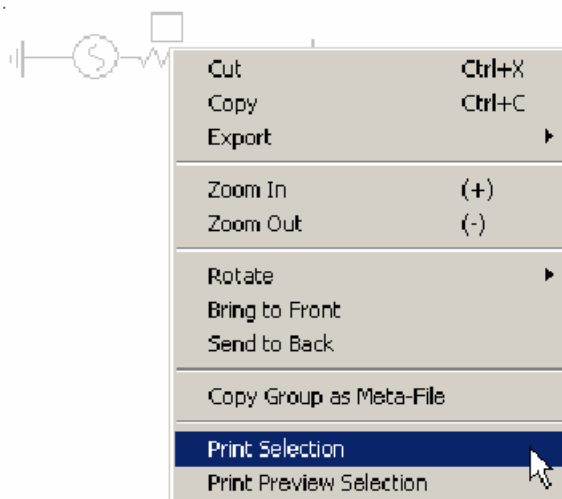 Cut Ctrl+X
Copy Ctrl+C
Export
Zoom In (+)
Zoom Out (-)
Rotate
Bring to Front
Send to Back
Copy Group as Meta-File
Print Selection
Print Preview Selection